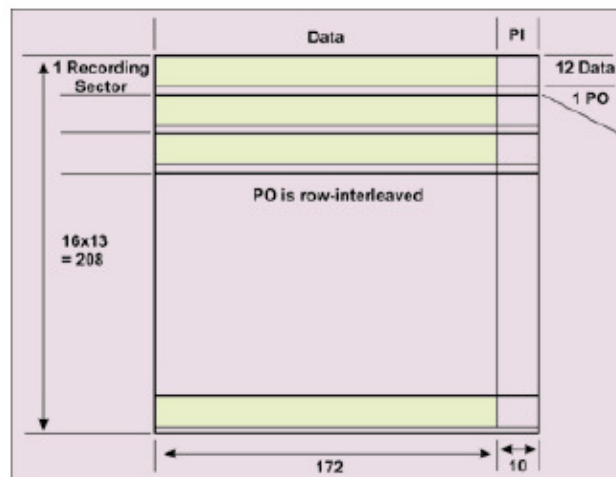 Data
PI
1 Recording
Sector
12 Data
1 PO
PO is row-interleaved
16x13
= 208
172
10